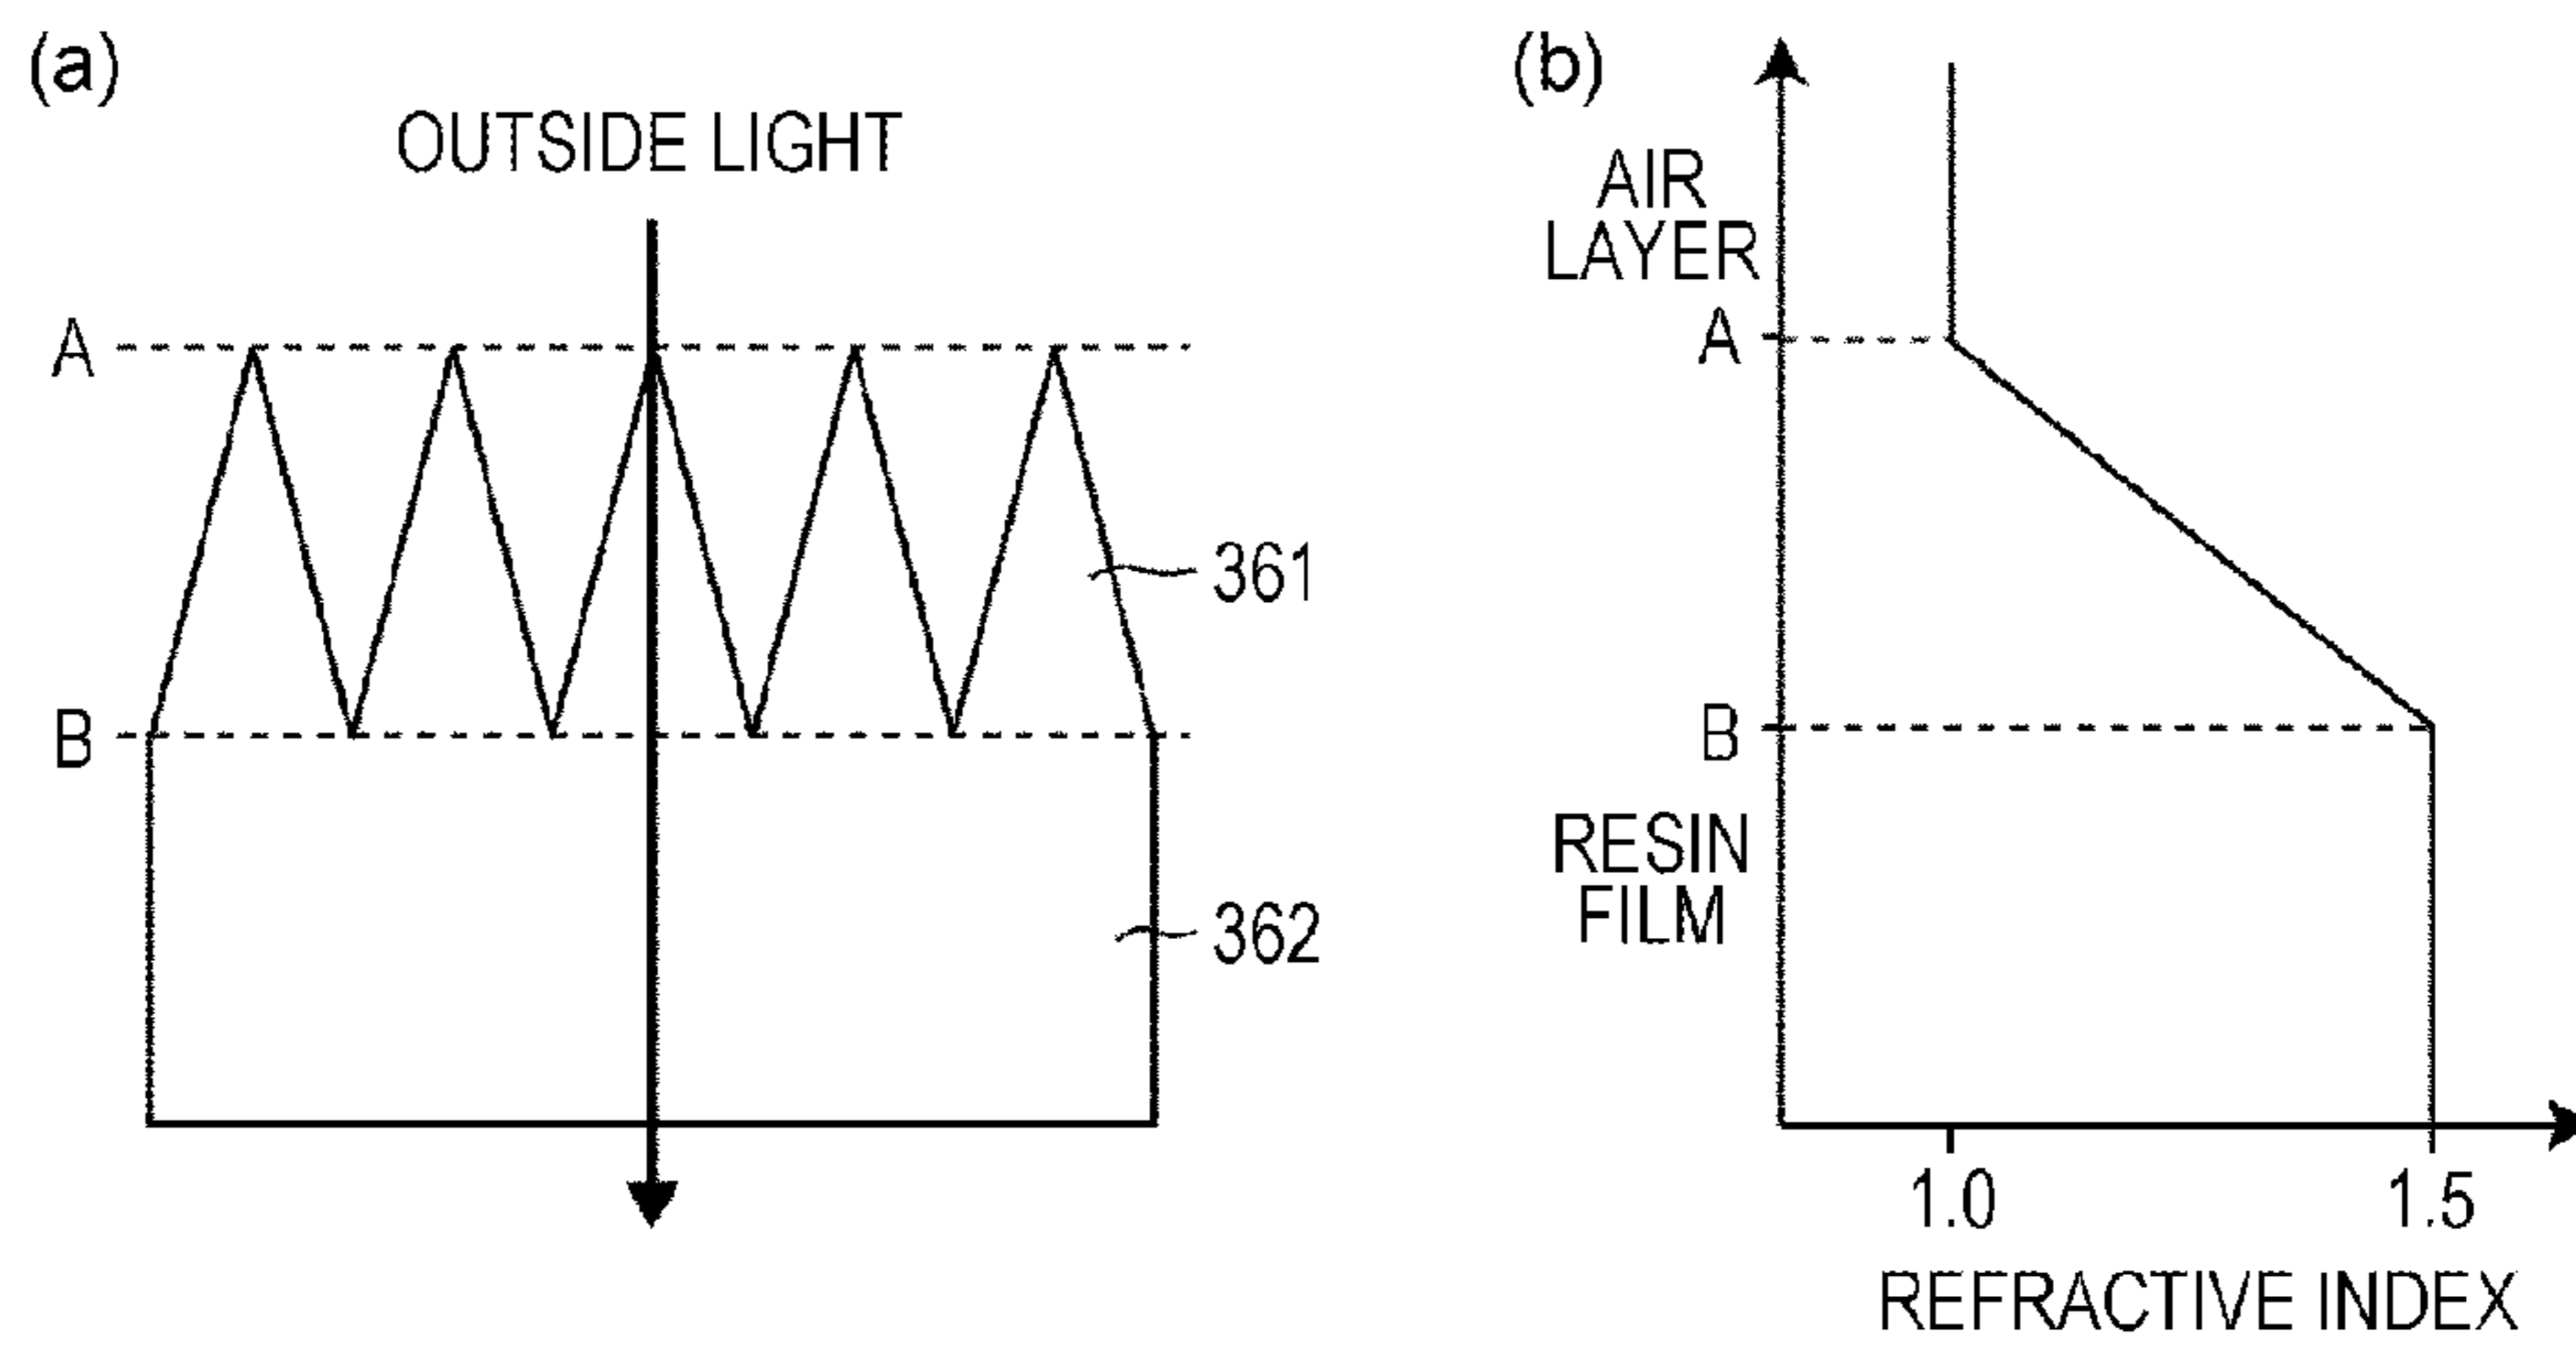 (a)
OUTSIDE LIGHT
A
B
361
362
(b)
AIR
LAYER
A
B
RESIN
FILM
1.0
1.5
REFRACTIVE INDEX